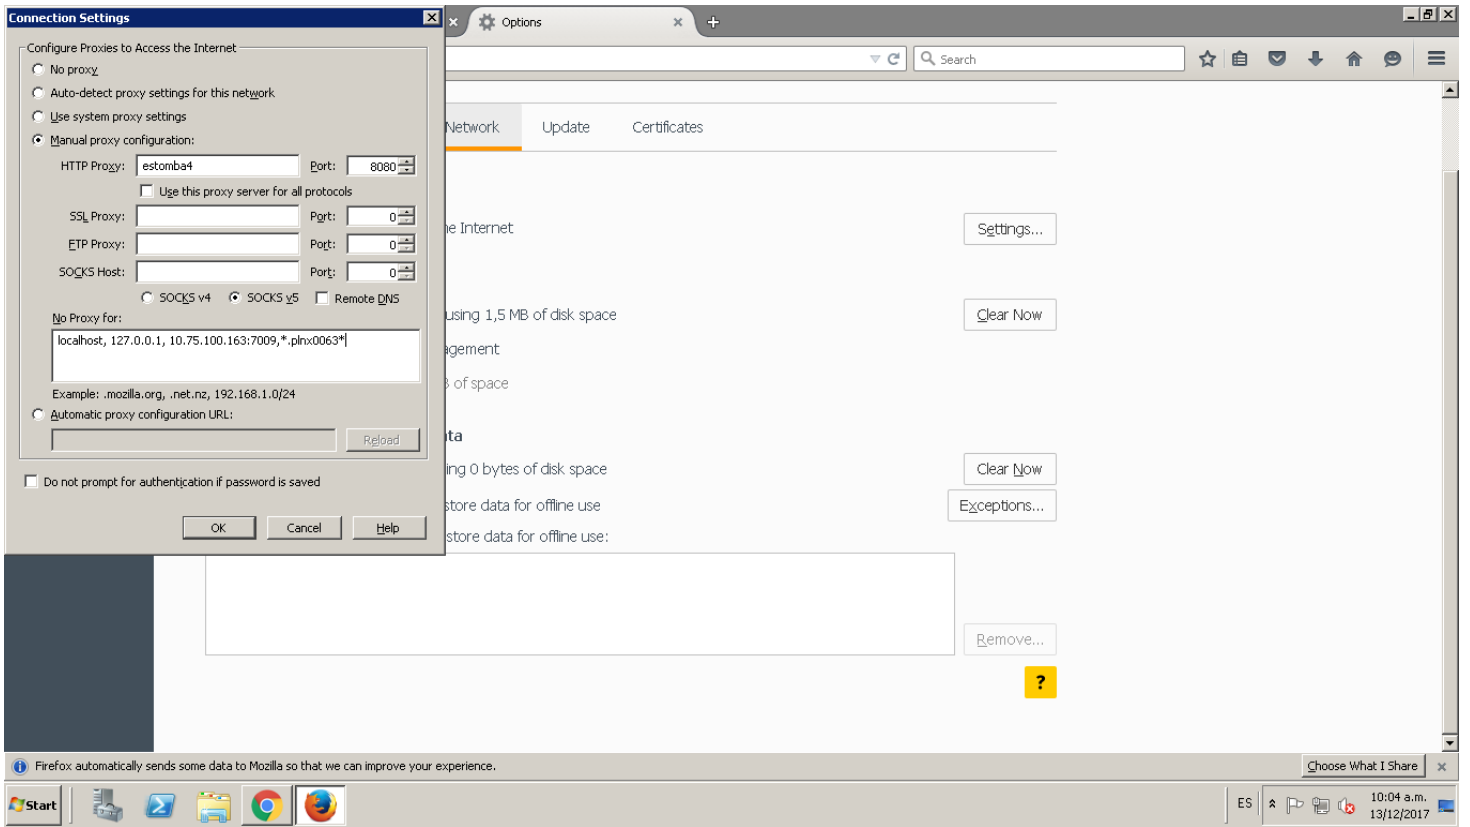 Connection Settings
Configure Proxies to Access the Internet
No proxy
Auto-detect proxy settings for this network
Use system proxy settings
Manual proxy configuration:
HTTP Proxy: estomba4 Port: 8080
Use this proxy server for all protocols
SSL Proxy: Port: 0
FTP Proxy: Port: 0
SOCKS Host: Port: 0
SOCKS v4 SOCKS v5 Remote DNS
No Proxy for:
localhost, 127.0.0.1, 10.75.100.163:7009,*.plnx0063*
Example: .mozilla.org, .net.nz, 192.168.1.0/24
Automatic proxy configuration URL:
Reload
Do not prompt for authentication if password is saved
OK Cancel Help
Options
Search
Network Update Certificates
he Internet Settings...
using 1,5 MB of disk space Clear Now
agement
B of space
ata
ing 0 bytes of disk space Clear Now
store data for offline use Exceptions...
store data for offline use:
Remove...
?
Firefox automatically sends some data to Mozilla so that we can improve your experience. Choose What I Share
Start
ES
10:04 a.m.
13/12/2017